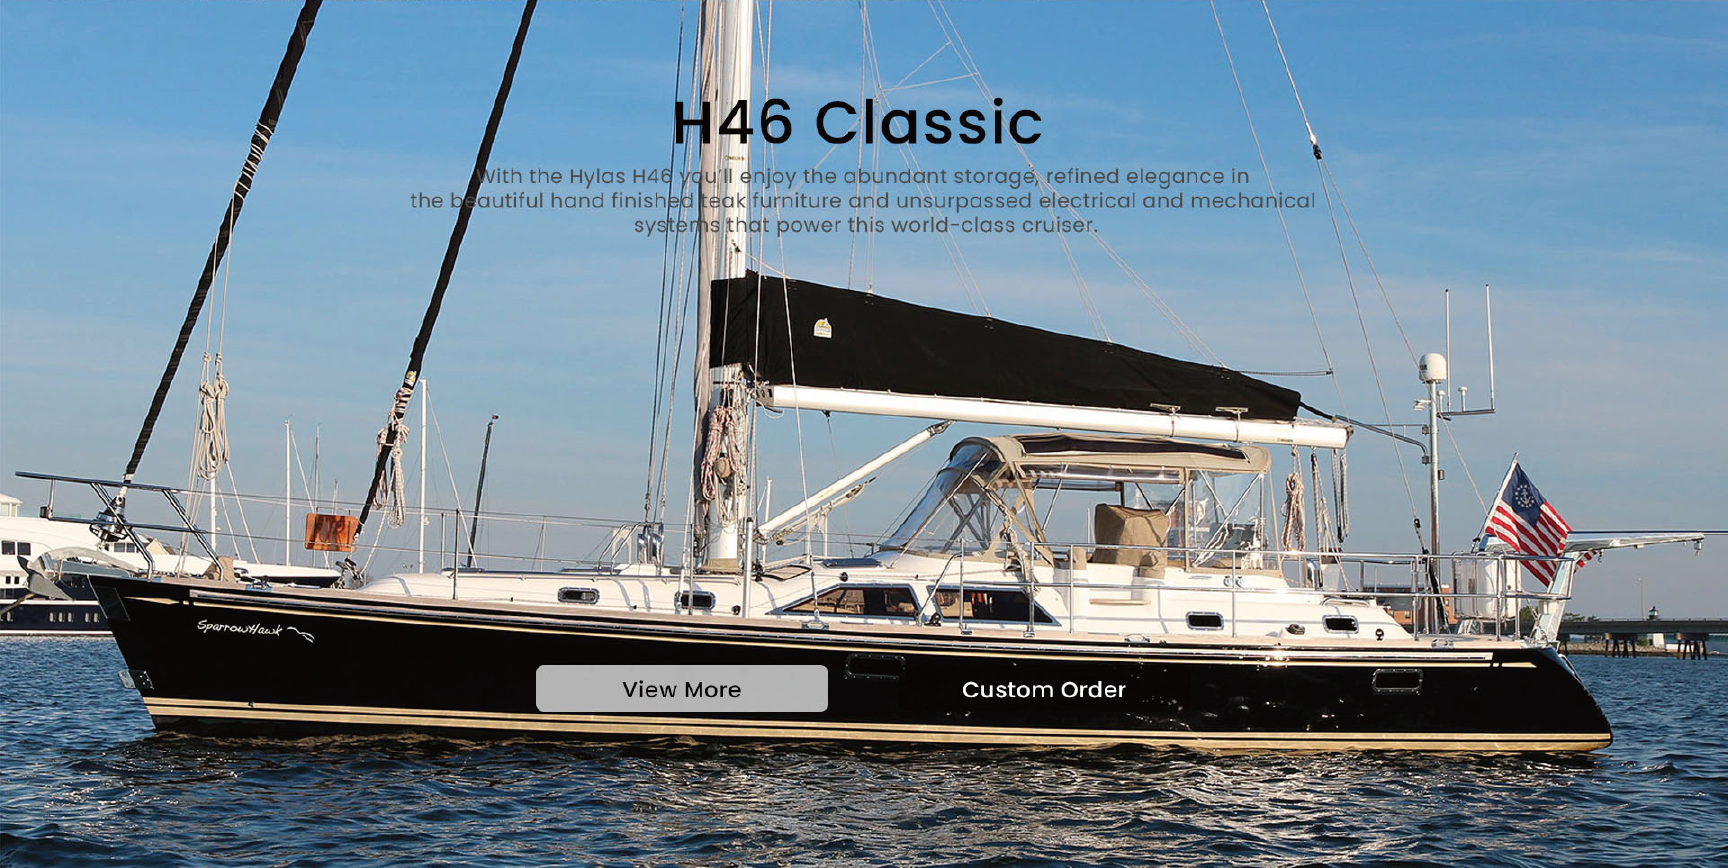 H46 Classic
With the Hylas H46 you'll enjoy the abundant storage, refined elegance in
the beautiful hand finished teak furniture and unsurpassed electrical and mechanical
systems that power this world-class cruiser.
SparrowHawk
View More
Custom Order